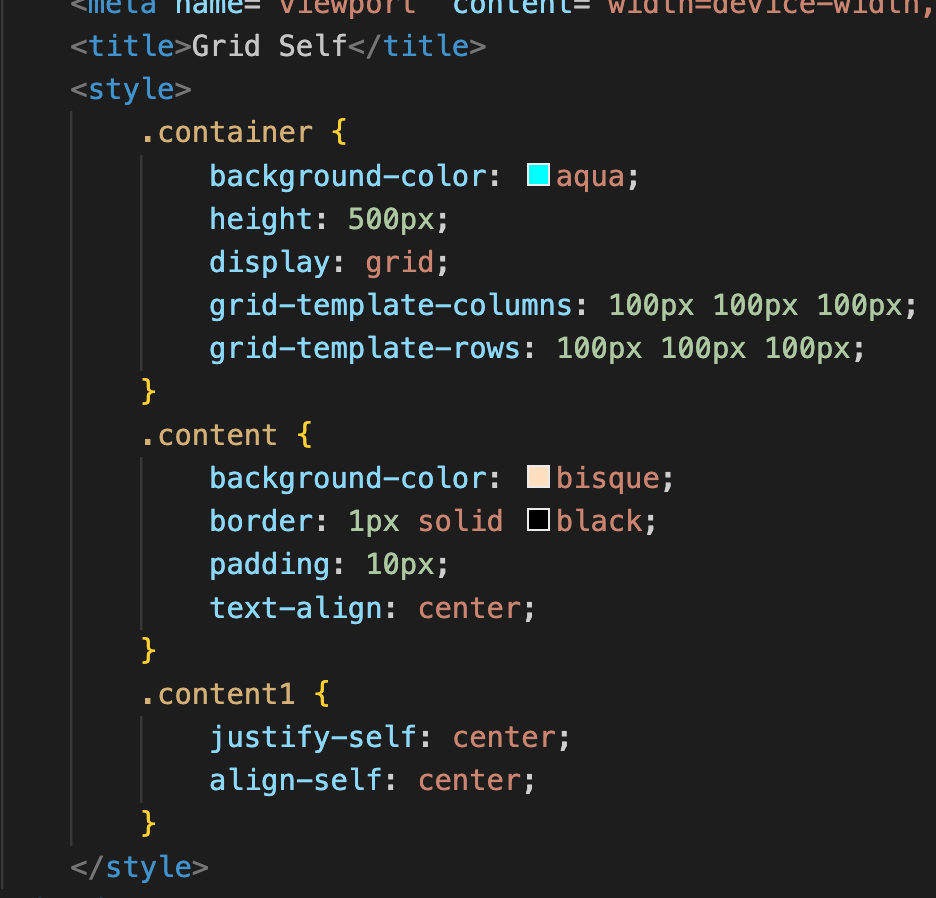 <meta name="viewport" content="width=device-width,
<title>Grid Self</title>
<style>
.container {
background-color: aqua;
height: 500px;
display: grid;
grid-template-columns: 100px 100px 100px;
grid-template-rows: 100px 100px 100px;
}
.content {
background-color: bisque;
border: 1px solid black;
padding: 10px;
text-align: center;
}
.content1 {
justify-self: center;
align-self: center;
}
</style>